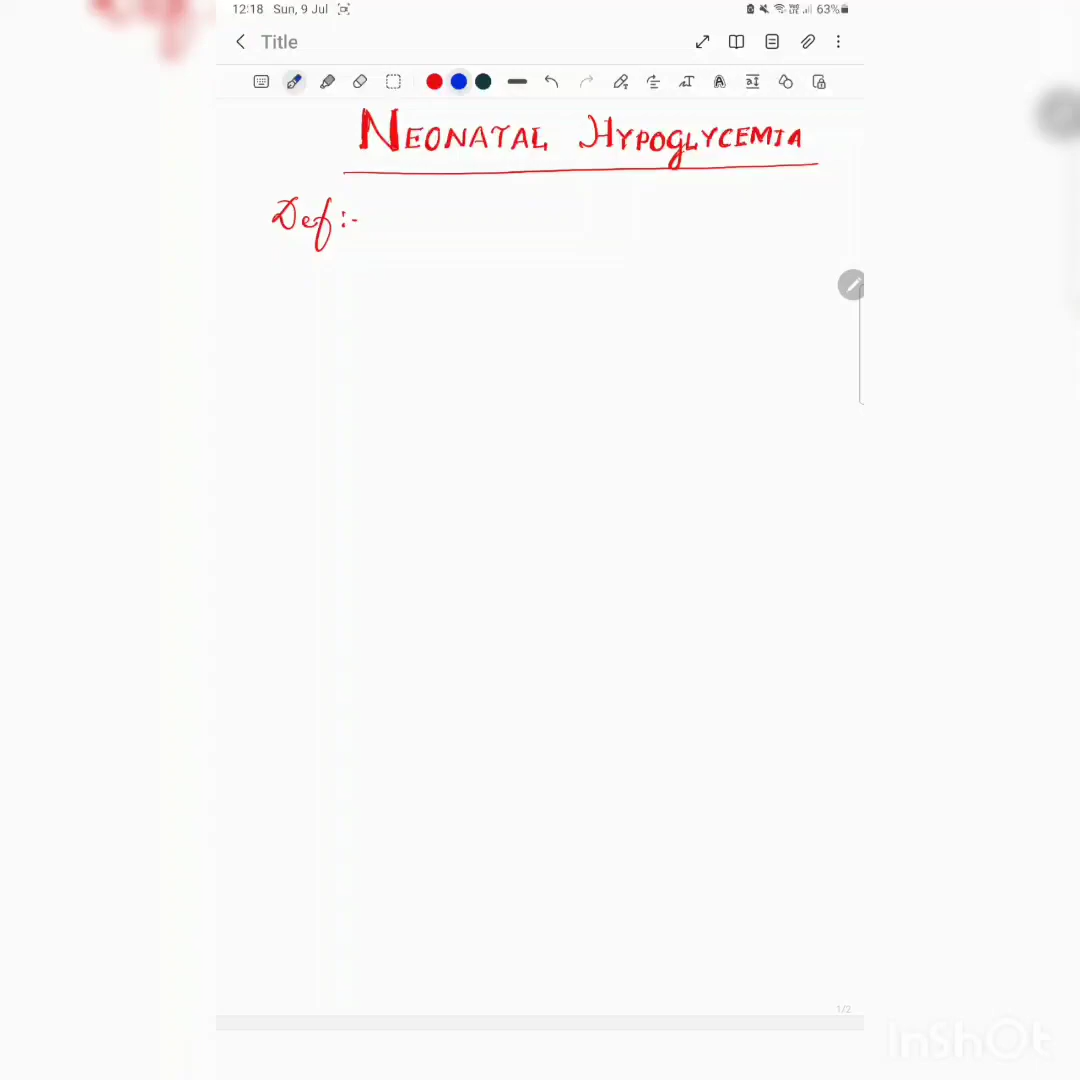 12:18 Sun, 9 Jul
63%
Title
NEONATAL HYPOGLYCEMIA
Def :-
1/2
InShOt